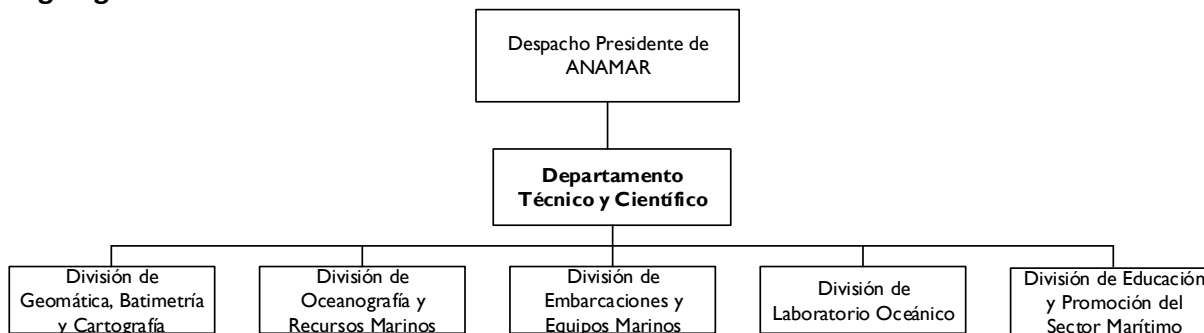 Despacho Presidente de
ANAMAR
Departamento
Técnico y Científico
División de
Geomática, Batimetría
y Cartografía
División de
Oceanografía y
Recursos Marinos
División de
Embarcaciones y
Equipos Marinos
División de
Laboratorio Oceánico
División de Educación
y Promoción del
Sector Marítimo